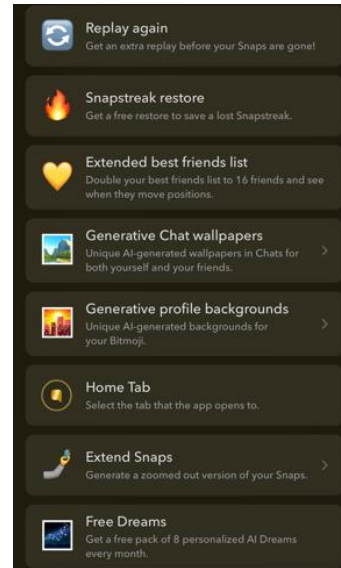 Replay again
Get an extra replay before your Snaps are gone!
Snapstreak restore
Get a free restore to save a lost Snapstreak.
Extended best friends list
Double your best friends list to 16 friends and see
when they move positions.
Generative Chat wallpapers
Unique AI-generated wallpapers in Chats for
both yourself and your friends.
Generative profile backgrounds
Unique AI-generated backgrounds for
your Bitmoji.
Home Tab
Select the tab that the app opens to.
Extend Snaps
Generate a zoomed out version of your Snaps.
Free Dreams
Get a free pack of 8 personalized AI Dreams
every month.